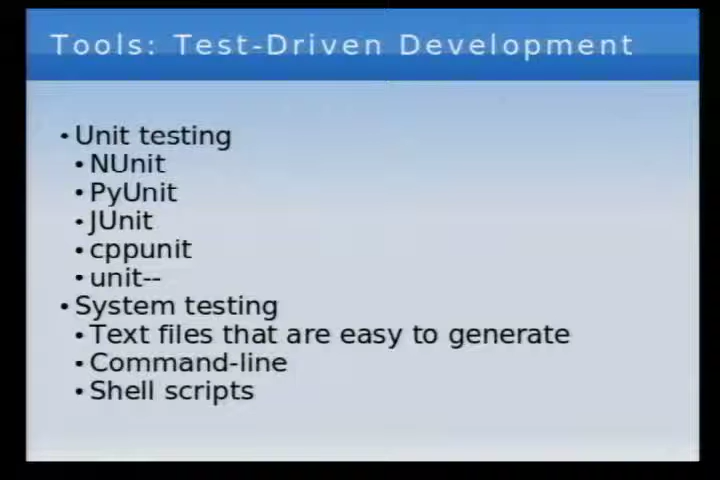 Tools: Test-Driven Development
• Unit testing
• NUnit
• PyUnit
• JUnit
• cppunit
• unit--
• System testing
• Text files that are easy to generate
• Command-line
• Shell scripts